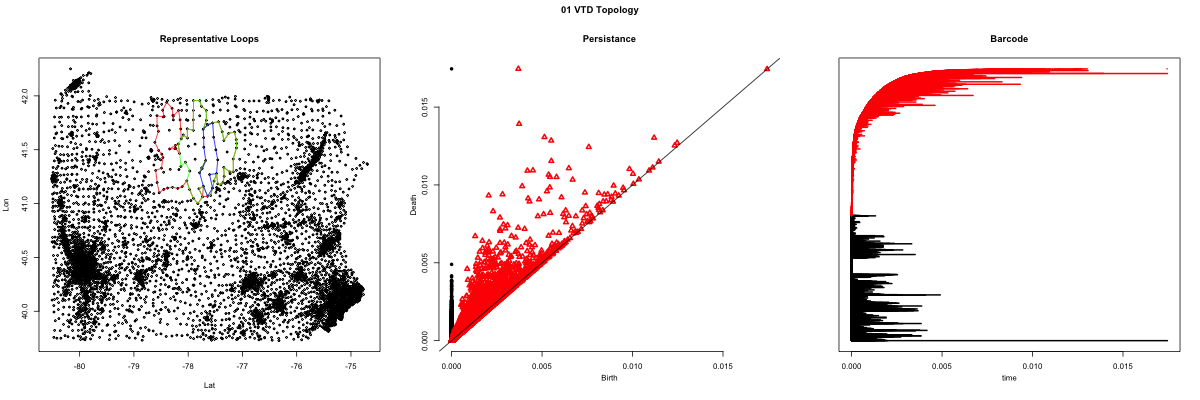 01 VTD Topology
Representative Loops
Lon
42.0
41.5
41.0
40.5
40.0
-80
-79
-78
-77
-76
-75
Lat
Persistance
Death
0.015
0.010
0.005
0.000
0.000
0.005
0.010
0.015
Birth
Barcode
0.000
0.005
0.010
0.015
time